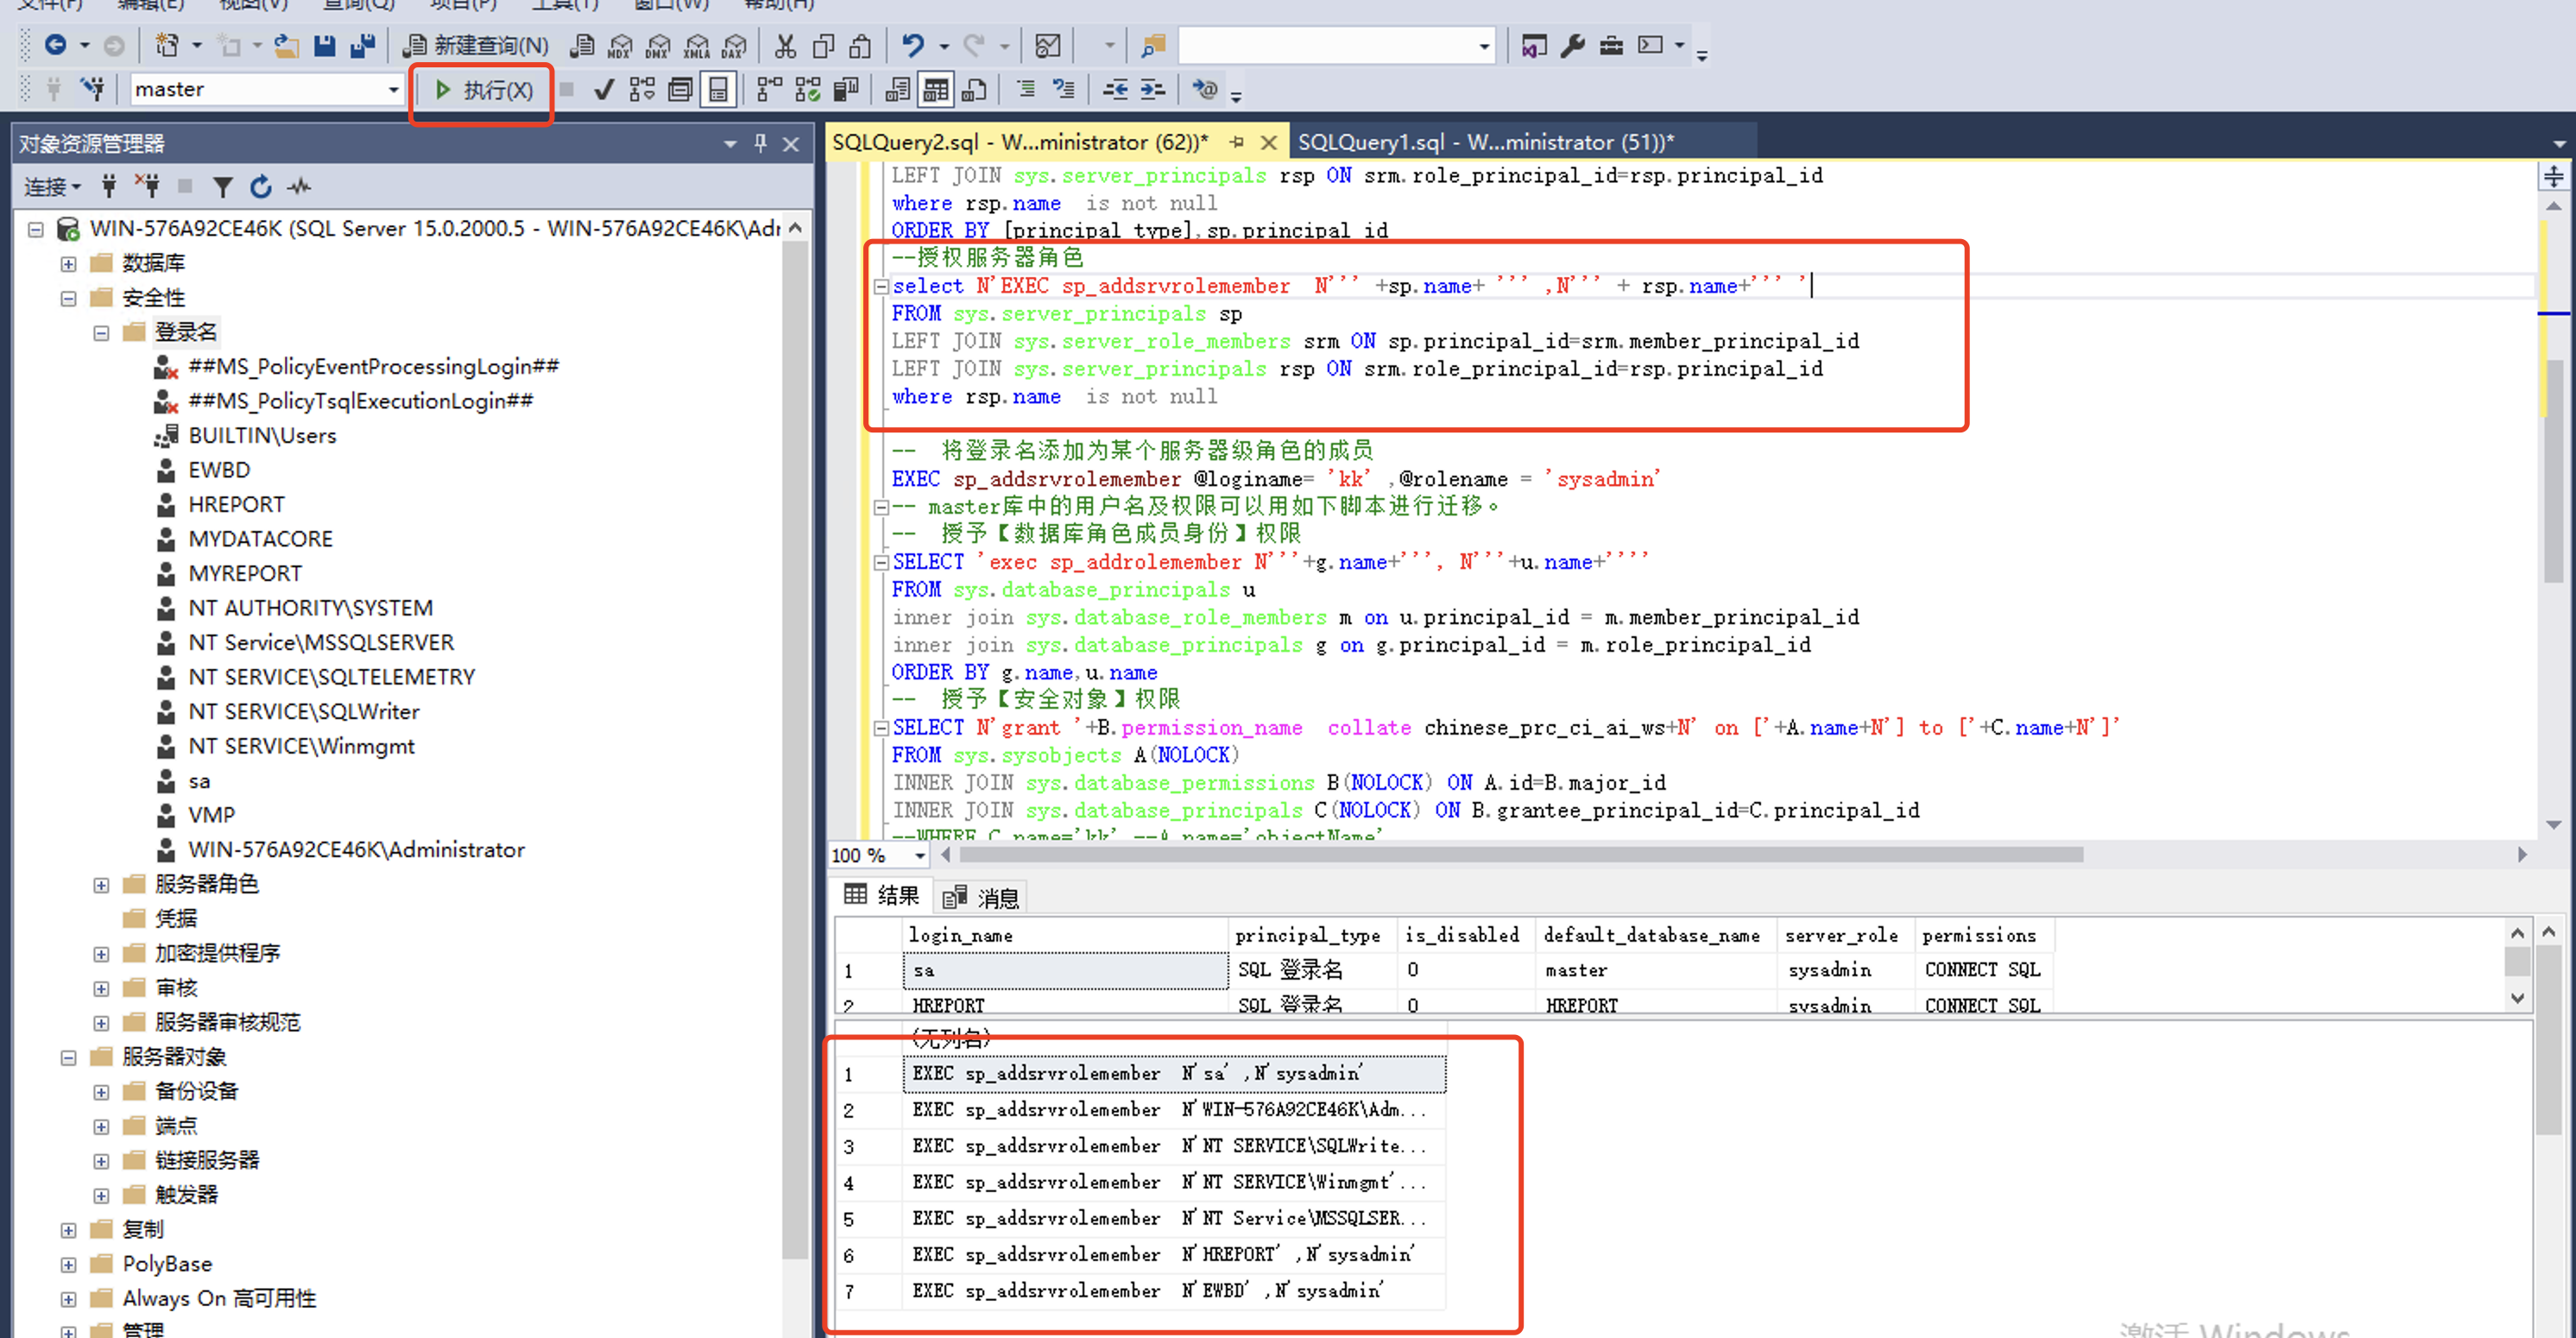 文件(F) 编辑(E) 视图(V) 查询(Q) 项目(P) 工具(T) 窗口(W) 帮助(H)
新建查询(N) MDX DMX XMLA DAX
master 执行(X)
对象资源管理器
连接
WIN-576A92CE46K (SQL Server 15.0.2000.5 - WIN-576A92CE46K\Adr
数据库
安全性
登录名
##MS_PolicyEventProcessingLogin##
##MS_PolicyTsqlExecutionLogin##
BUILTIN\Users
EWBD
HREPORT
MYDATACORE
MYREPORT
NT AUTHORITY\SYSTEM
NT Service\MSSQLSERVER
NT SERVICE\SQLTELEMETRY
NT SERVICE\SQLWriter
NT SERVICE\Winmgmt
sa
VMP
WIN-576A92CE46K\Administrator
服务器角色
凭据
加密提供程序
审核
服务器审核规范
服务器对象
备份设备
端点
链接服务器
触发器
复制
PolyBase
Always On 高可用性
管理
SQLQuery2.sql - W...ministrator (62))* SQLQuery1.sql - W...ministrator (51))*
LEFT JOIN sys.server_principals rsp ON srm.role_principal_id=rsp.principal_id
where rsp.name  is not null
ORDER BY [principal_type],sp.principal_id
--授权服务器角色
select N'EXEC sp_addsrvrolemember  N''' +sp.name+ ''' ,N''' + rsp.name+''' '
FROM sys.server_principals sp
LEFT JOIN sys.server_role_members srm ON sp.principal_id=srm.member_principal_id
LEFT JOIN sys.server_principals rsp ON srm.role_principal_id=rsp.principal_id
where rsp.name  is not null
--  将登录名添加为某个服务器级角色的成员
EXEC sp_addsrvrolemember @loginame= 'kk' ,@rolename = 'sysadmin'
-- master库中的用户名及权限可以用如下脚本进行迁移。
--  授予【数据库角色成员身份】权限
SELECT 'exec sp_addrolemember N'''+g.name+''', N'''+u.name+''''
FROM sys.database_principals u
inner join sys.database_role_members m on u.principal_id = m.member_principal_id
inner join sys.database_principals g on g.principal_id = m.role_principal_id
ORDER BY g.name,u.name
--  授予【安全对象】权限
SELECT N'grant '+B.permission_name  collate chinese_prc_ci_ai_ws+N' on ['+A.name+N'] to ['+C.name+N']'
FROM sys.sysobjects A(NOLOCK)
INNER JOIN sys.database_permissions B(NOLOCK) ON A.id=B.major_id
INNER JOIN sys.database_principals C(NOLOCK) ON B.grantee_principal_id=C.principal_id
--WHERE C.name='kk' --A.name='objectName'
100 %
结果 消息
login_name principal_type is_disabled default_database_name server_role permissions
1 sa SQL 登录名 0 master sysadmin CONNECT SQL
2 HREPORT SQL 登录名 0 HREPORT sysadmin CONNECT SQL
(无列名)
1 EXEC sp_addsrvrolemember  N'sa' ,N'sysadmin'
2 EXEC sp_addsrvrolemember  N'WIN-576A92CE46K\Adm...
3 EXEC sp_addsrvrolemember  N'NT SERVICE\SQLWrite...
4 EXEC sp_addsrvrolemember  N'NT SERVICE\Winmgmt'...
5 EXEC sp_addsrvrolemember  N'NT Service\MSSQLSER...
6 EXEC sp_addsrvrolemember  N'HREPORT' ,N'sysadmin'
7 EXEC sp_addsrvrolemember  N'EWBD' ,N'sysadmin'
激活 Windows